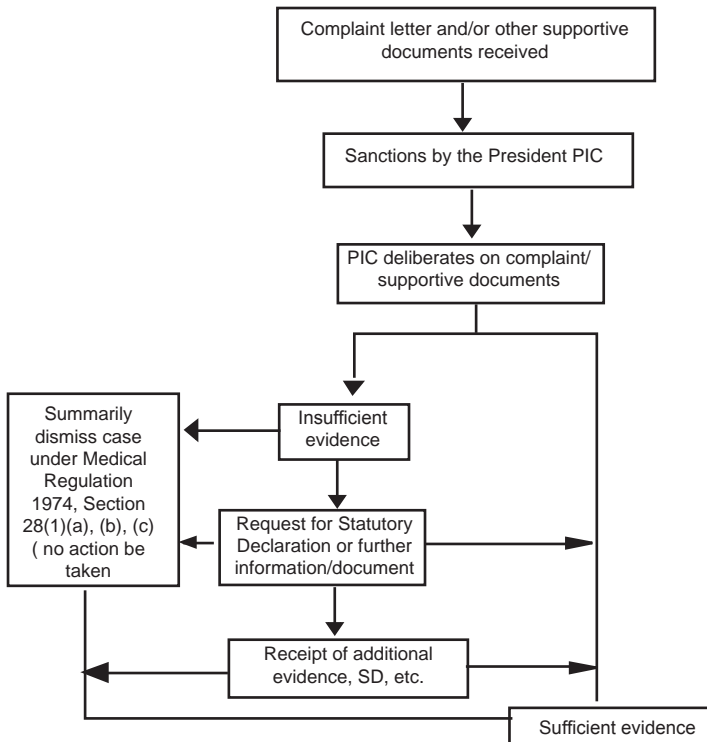 Complaint letter and/or other supportive
documents received
Sanctions by the President PIC
PIC deliberates on complaint/
supportive documents
Insufficient
evidence
Summarily
dismiss case
under Medical
Regulation
1974, Section
28(1)(a), (b), (c)
( no action be
taken
Request for Statutory
Declaration or further
information/document
Receipt of additional
evidence, SD, etc.
Sufficient evidence